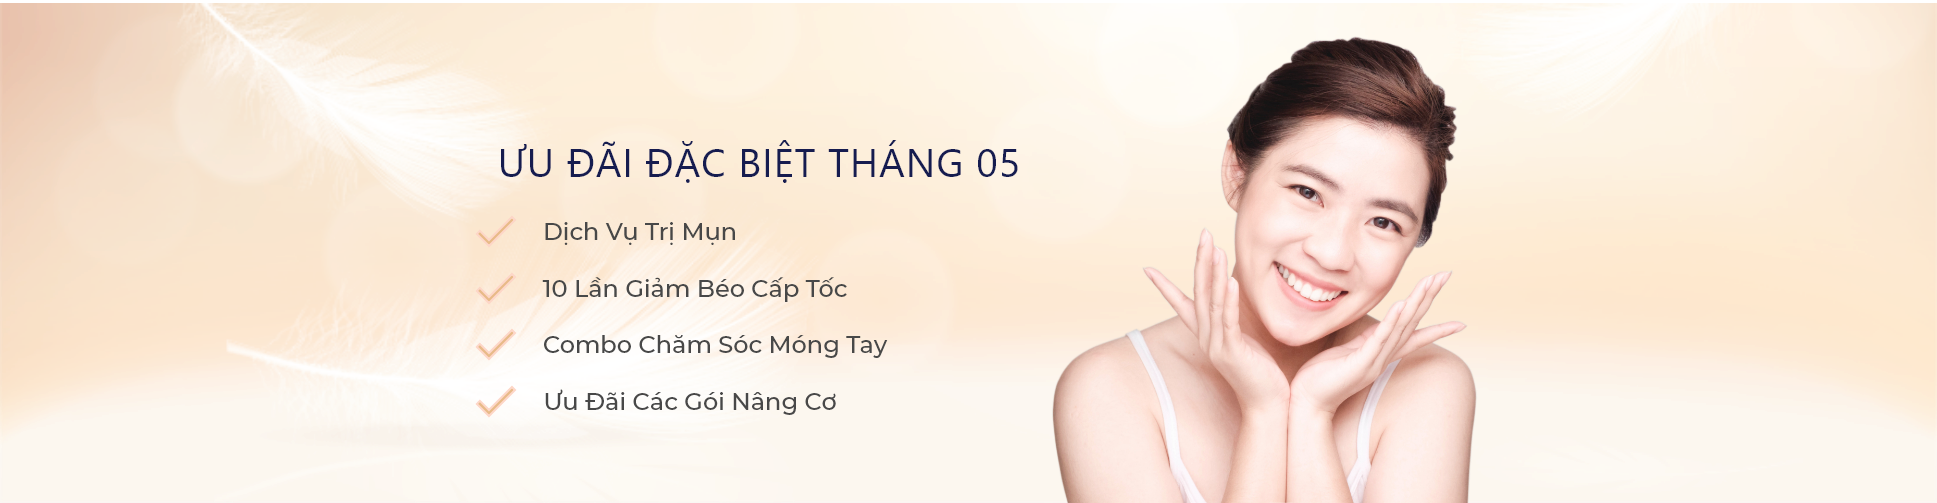 ƯU ĐÃI ĐẶC BIỆT THÁNG 05
Dịch Vụ Trị Mụn
10 Lần Giảm Béo Cấp Tốc
Combo Chăm Sóc Móng Tay
Ưu Đãi Các Gói Nâng Cơ